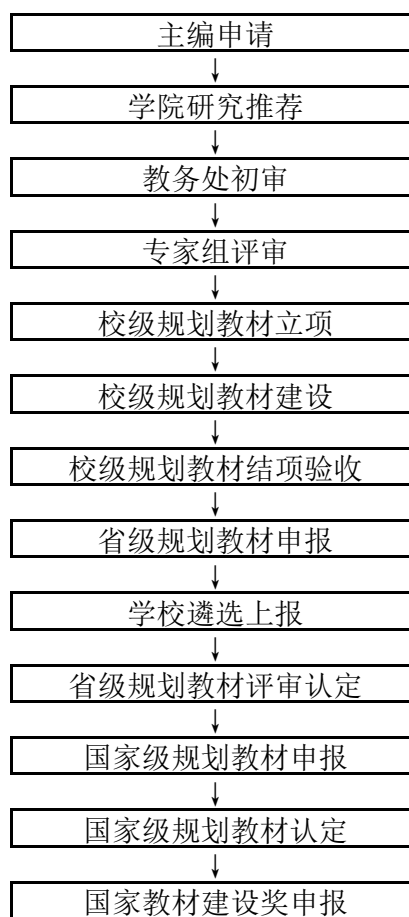 主编申请
学院研究推荐
教务处初审
专家组评审
校级规划教材立项
校级规划教材建设
校级规划教材结项验收
省级规划教材申报
学校遴选上报
省级规划教材评审认定
国家级规划教材申报
国家级规划教材认定
国家教材建设奖申报